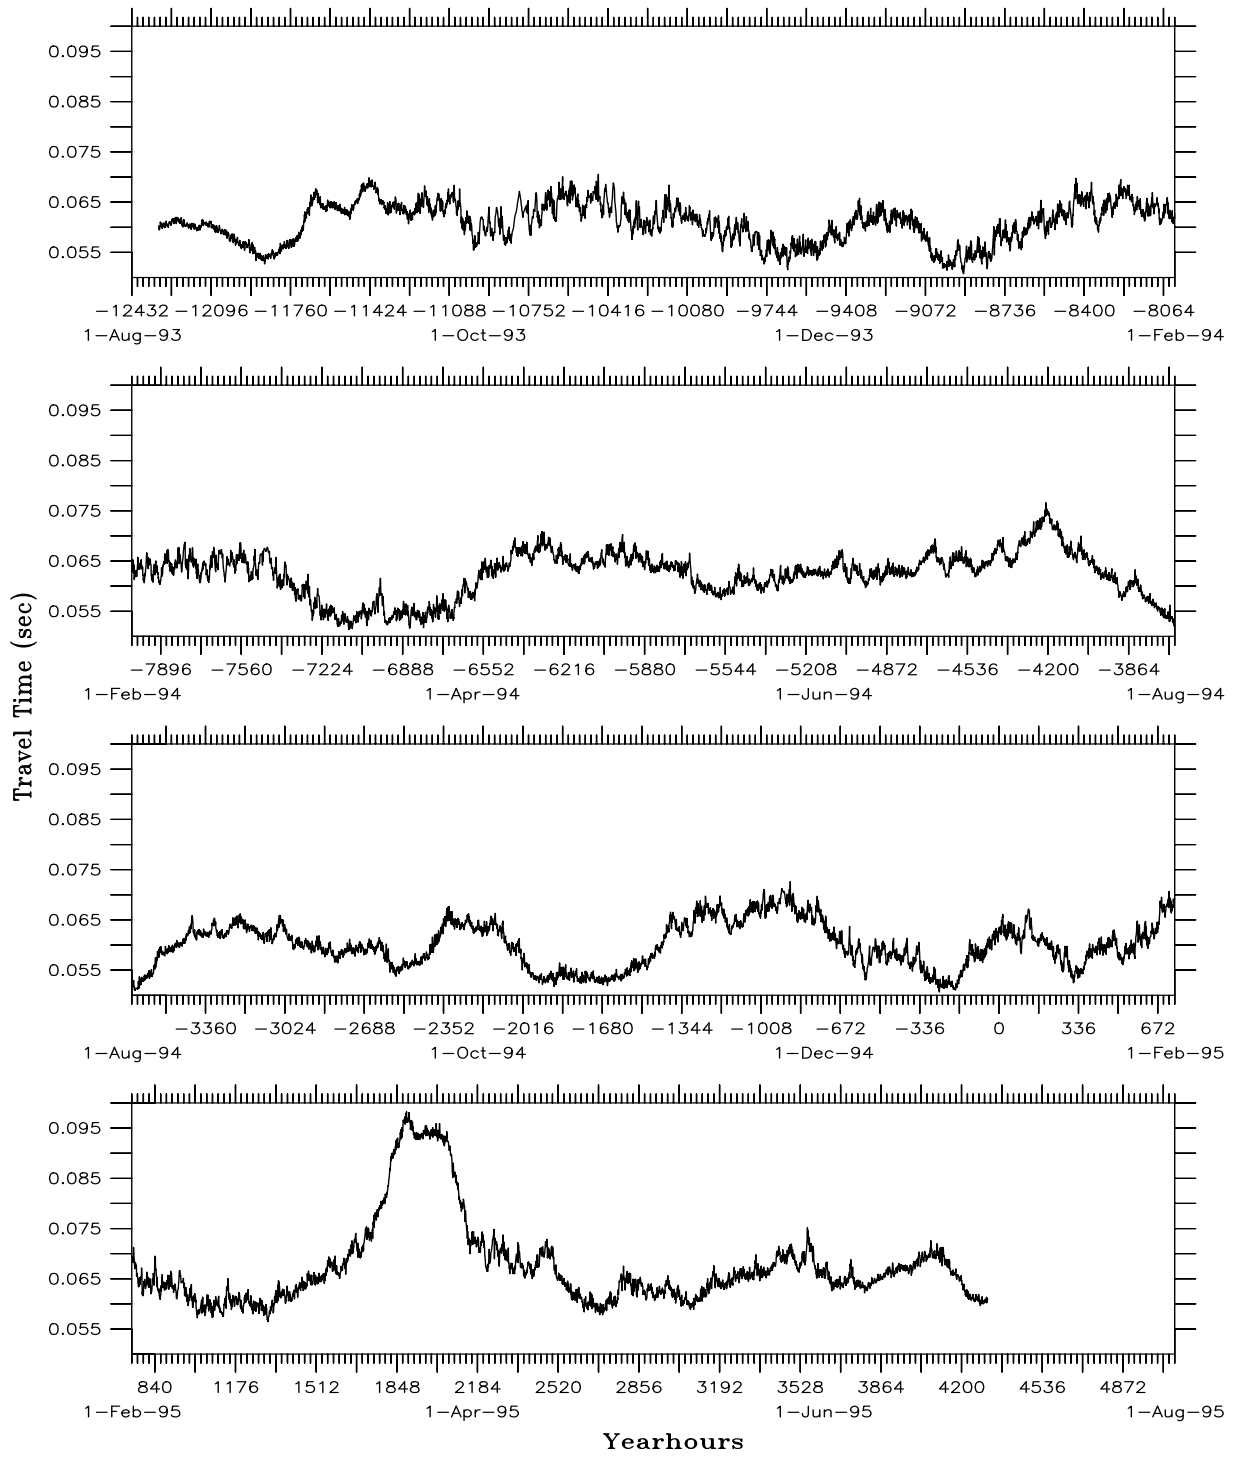 0.095
0.085
0.075
0.065
0.055
−12432 −12096 −11760 −11424 −11088 −10752 −10416 −10080 −9744 −9408 −9072 −8736 −8400 −8064
1−Aug−93 1−Oct−93 1−Dec−93 1−Feb−94
0.095
0.085
0.075
0.065
0.055
−7896 −7560 −7224 −6888 −6552 −6216 −5880 −5544 −5208 −4872 −4536 −4200 −3864
1−Feb−94 1−Apr−94 1−Jun−94 1−Aug−94
Travel Time (sec)
0.095
0.085
0.075
0.065
0.055
−3360 −3024 −2688 −2352 −2016 −1680 −1344 −1008 −672 −336 0 336 672
1−Aug−94 1−Oct−94 1−Dec−94 1−Feb−95
0.095
0.085
0.075
0.065
0.055
840 1176 1512 1848 2184 2520 2856 3192 3528 3864 4200 4536 4872
1−Feb−95 1−Apr−95 1−Jun−95 1−Aug−95
Yearhours